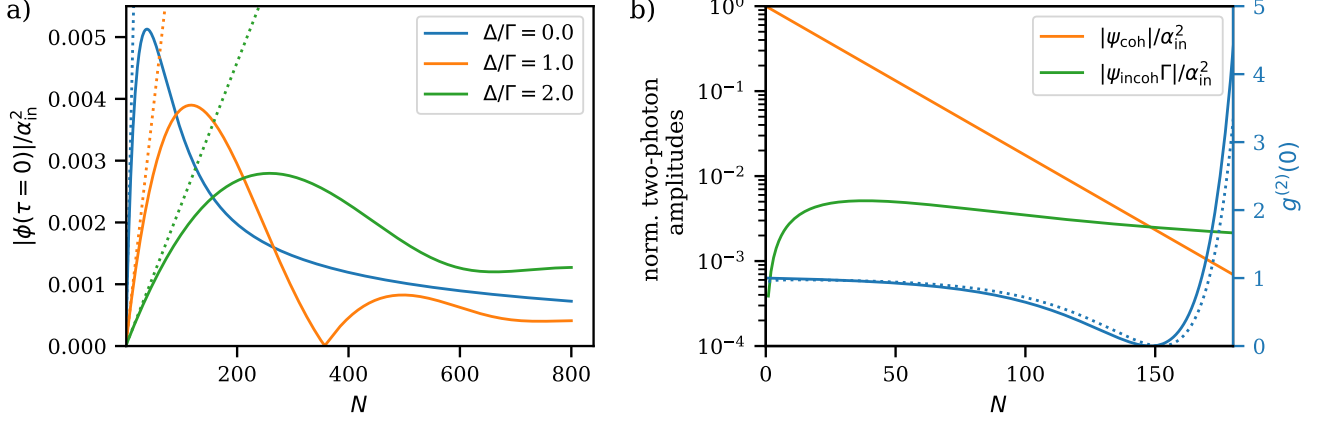 a)
0.005
0.004
0.003
0.002
0.001
0.000
|ϕ(τ = 0)|/α²in
Δ/Γ = 0.0
Δ/Γ = 1.0
Δ/Γ = 2.0
200
400
600
800
N
b)
10⁰
10⁻¹
10⁻²
10⁻³
10⁻⁴
norm. two-photon
amplitudes
|ψcoh|/α²in
|ψincohΓ|/α²in
0
50
100
150
N
5
4
3
2
1
0
g⁽²⁾(0)